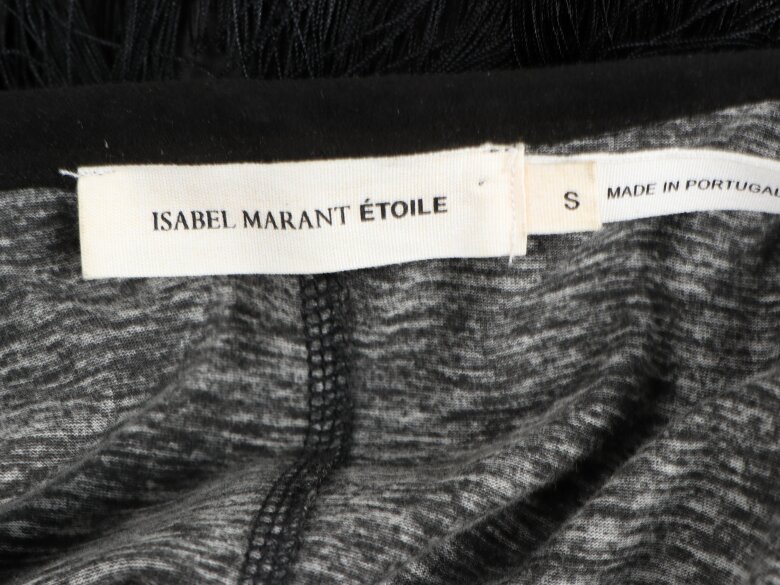 ISABEL MARANT ÉTOILE
S
MADE IN PORTUGAL